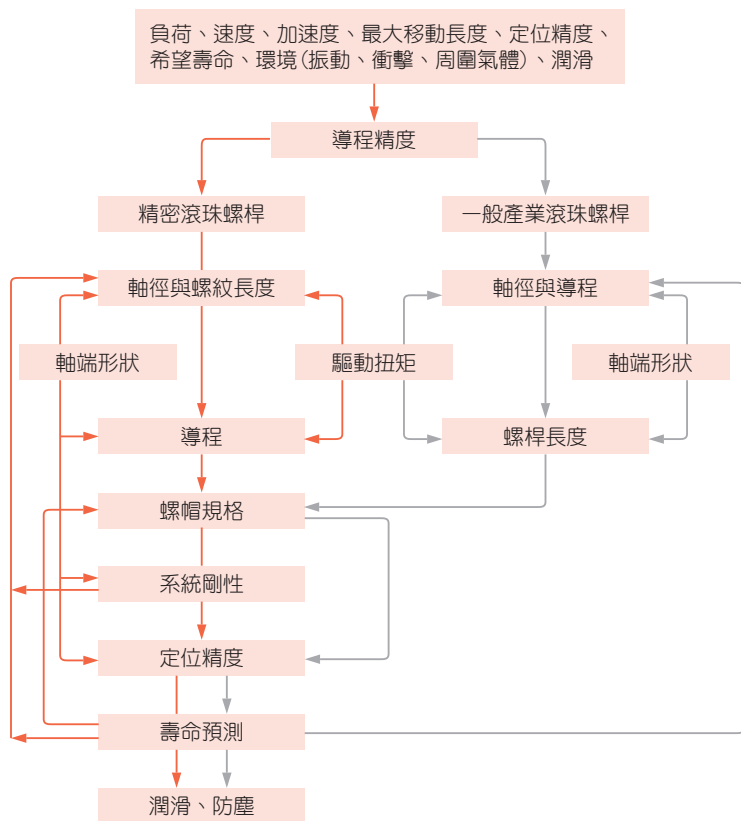 負荷、速度、加速度、最大移動長度、定位精度、
希望壽命、環境(振動、衝擊、周圍氣體)、潤滑
導程精度
精密滾珠螺桿
一般產業滾珠螺桿
軸徑與螺紋長度
軸徑與導程
軸端形狀
驅動扭矩
軸端形狀
導程
螺桿長度
螺帽規格
系統剛性
定位精度
壽命預測
潤滑、防塵